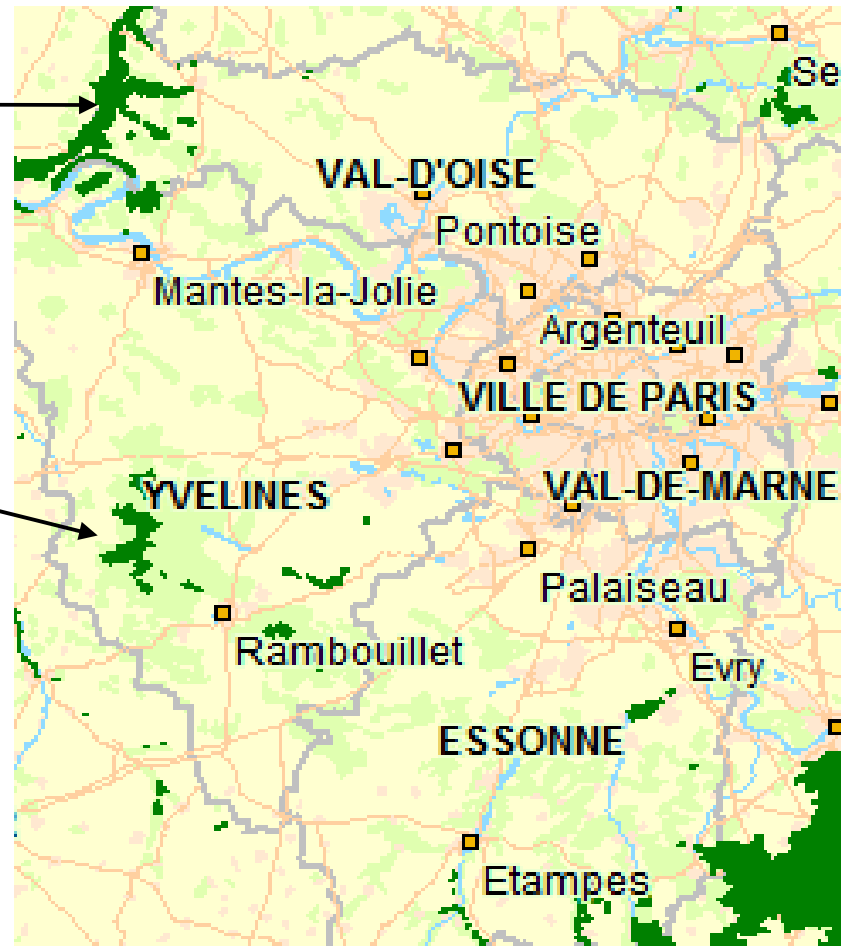 Se
VAL-D'OISE
Pontoise
Mantes-la-Jolie
Argenteuil
VILLE DE PARIS
YVELINES
VAL-DE-MARNE
Palaiseau
Rambouillet
Evry
ESSONNE
Etampes